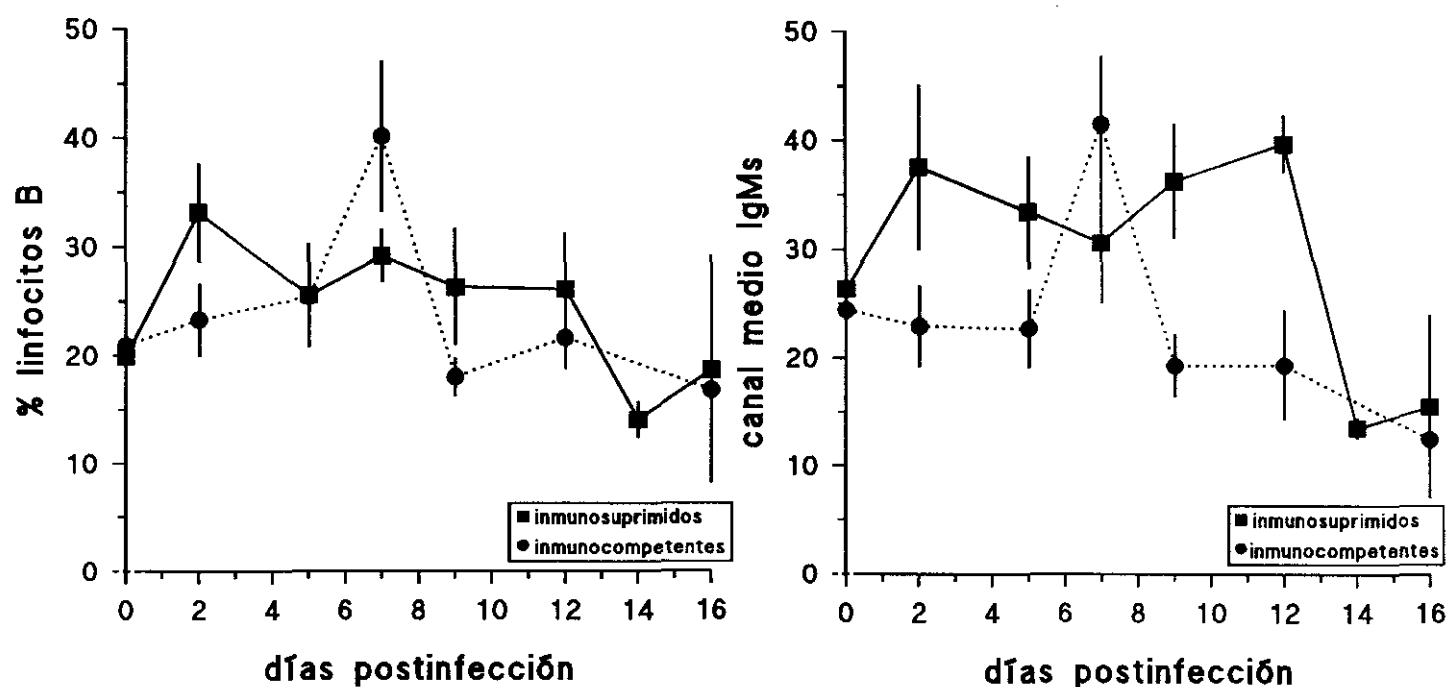 50
40
30
20
10
0
% linfocitos B
inmunosuprimidos
inmunocompetentes
0 2 4 6 8 10 12 14 16
días postinfección
50
40
30
20
10
0
canal medio IgMs
inmunosuprimidos
inmunocompetentes
0 2 4 6 8 10 12 14 16
días postinfección